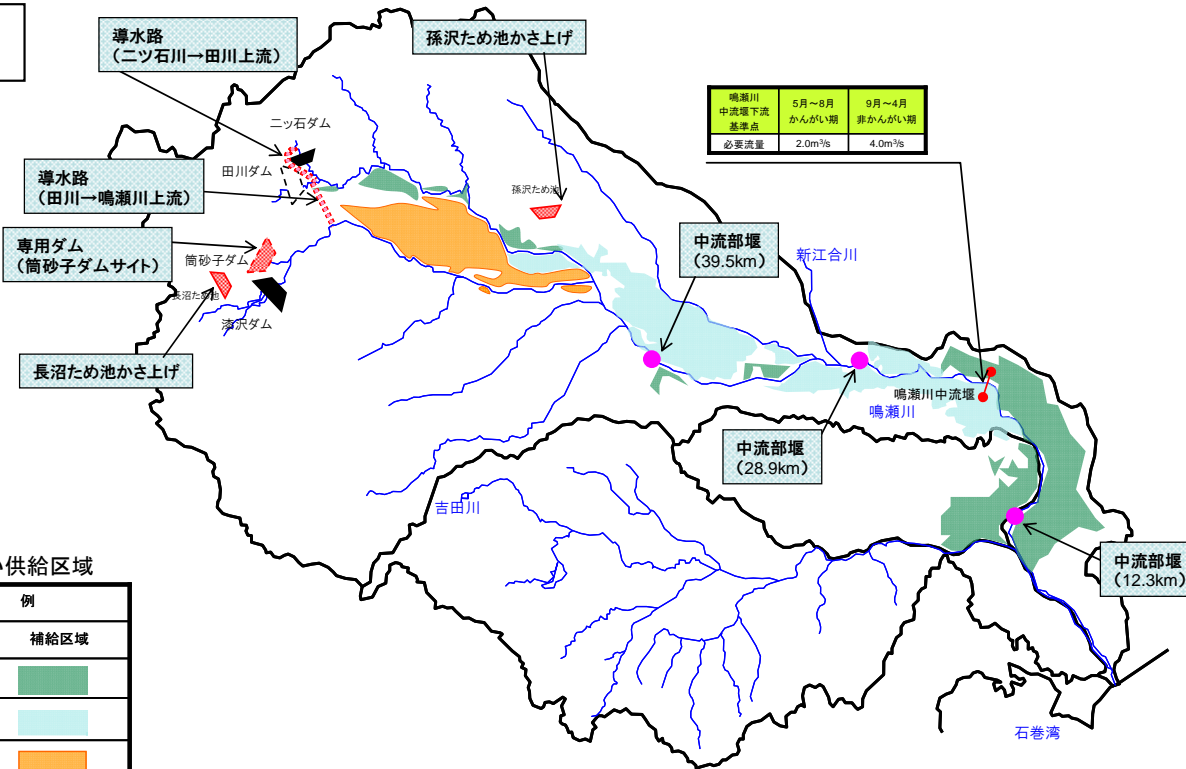 導水路
(二ツ石川→田川上流)
孫沢ため池かさ上げ
鳴瀬川
中流堰下流
基準点
5月～8月
かんがい期
9月～4月
非かんがい期
必要流量
2.0m³/s
4.0m³/s
二ッ石ダム
田川ダム
導水路
(田川→鳴瀬川上流)
孫沢ため池
専用ダム
(筒砂子ダムサイト)
筒砂子ダム
長沼ため池
漆沢ダム
長沼ため池かさ上げ
中流部堰
(39.5km)
新江合川
鳴瀬川中流堰
鳴瀬川
中流部堰
(28.9km)
吉田川
中流部堰
(12.3km)
供給区域
例
補給区域
石巻湾